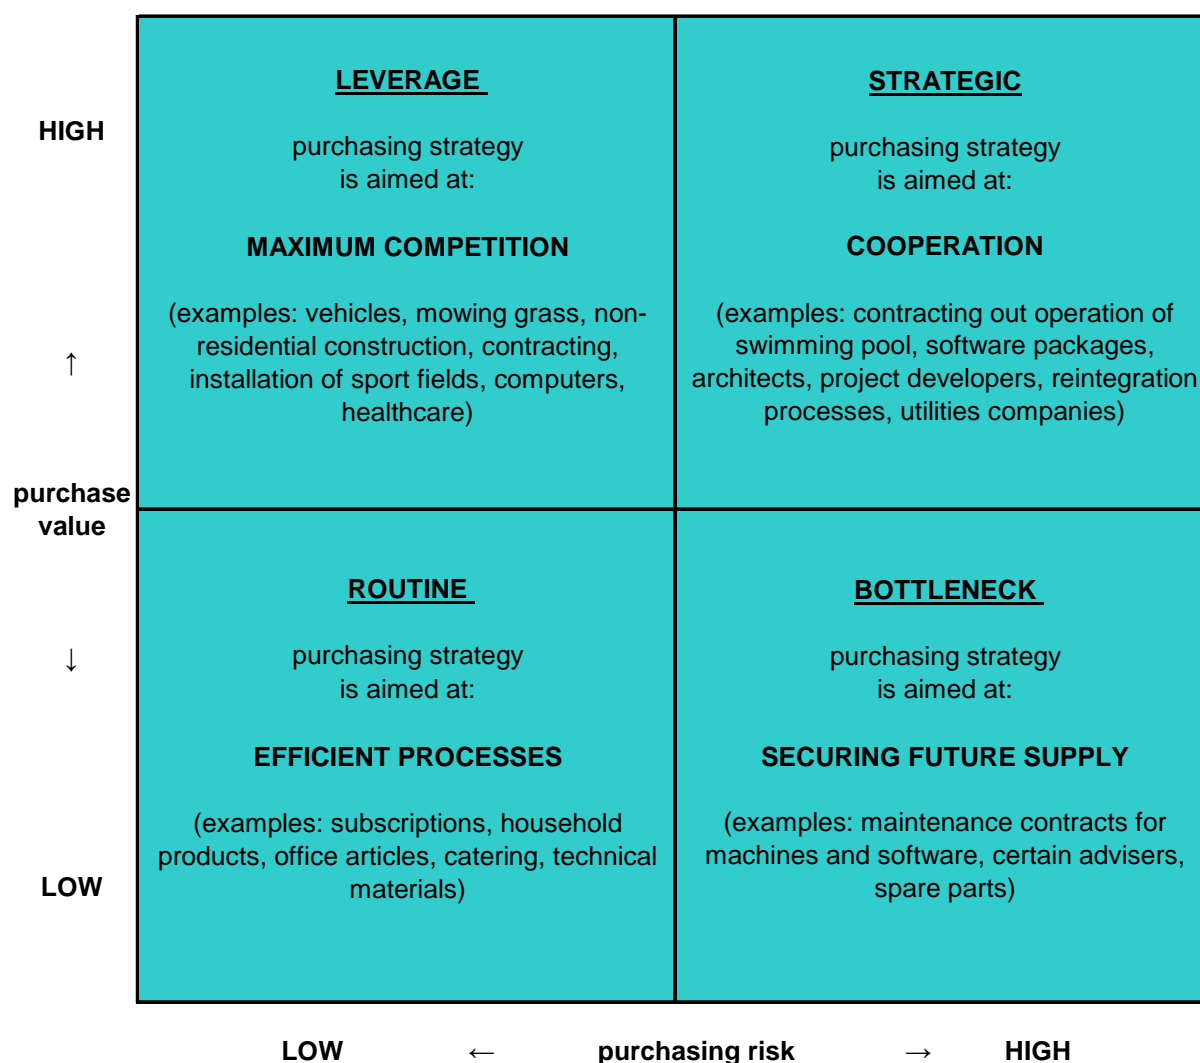 HIGH
↑
purchase
value
↓
LOW
LEVERAGE
purchasing strategy
is aimed at:
MAXIMUM COMPETITION
(examples: vehicles, mowing grass, non-
residential construction, contracting,
installation of sport fields, computers,
healthcare)
STRATEGIC
purchasing strategy
is aimed at:
COOPERATION
(examples: contracting out operation of
swimming pool, software packages,
architects, project developers, reintegration
processes, utilities companies)
ROUTINE
purchasing strategy
is aimed at:
EFFICIENT PROCESSES
(examples: subscriptions, household
products, office articles, catering, technical
materials)
BOTTLENECK
purchasing strategy
is aimed at:
SECURING FUTURE SUPPLY
(examples: maintenance contracts for
machines and software, certain advisers,
spare parts)
LOW ← purchasing risk → HIGH